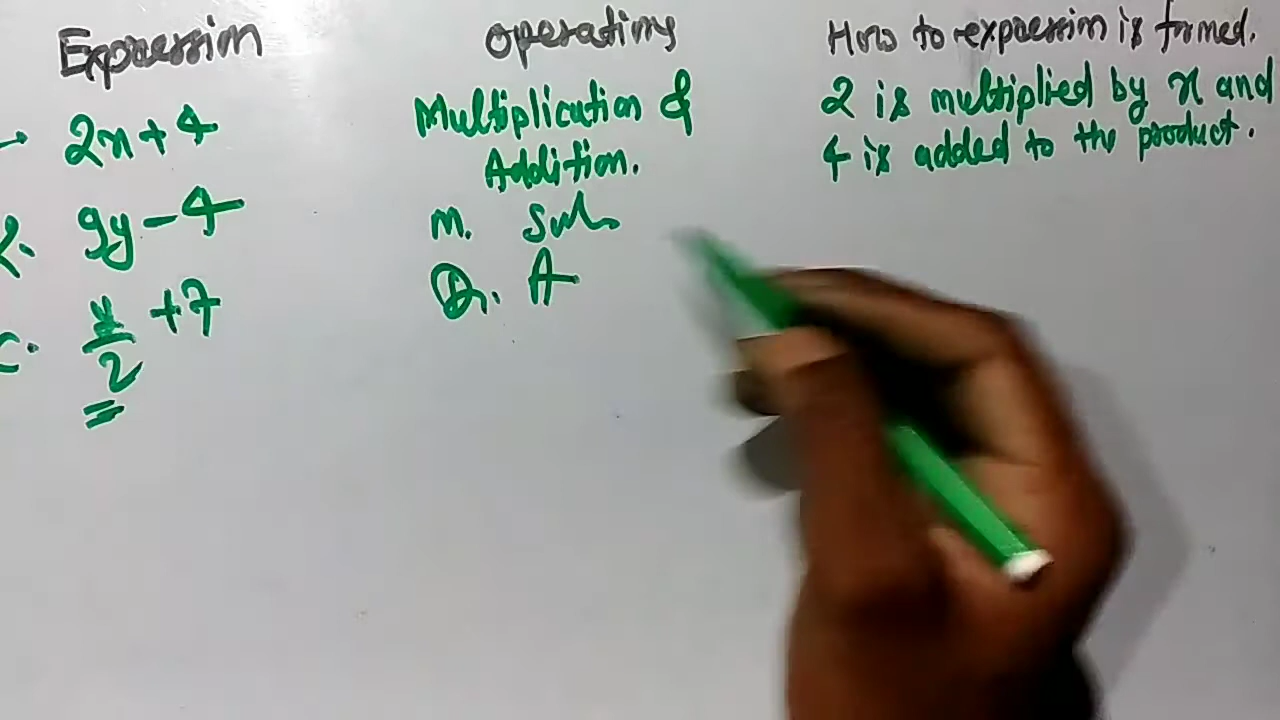 Expression Operations How to expression is formed.
→ 2x+4 Multiplication & 2 is multiplied by x and
Addition. 4 is added to the product.
9y-4 M. Sub
C. y/2 +7 D. A